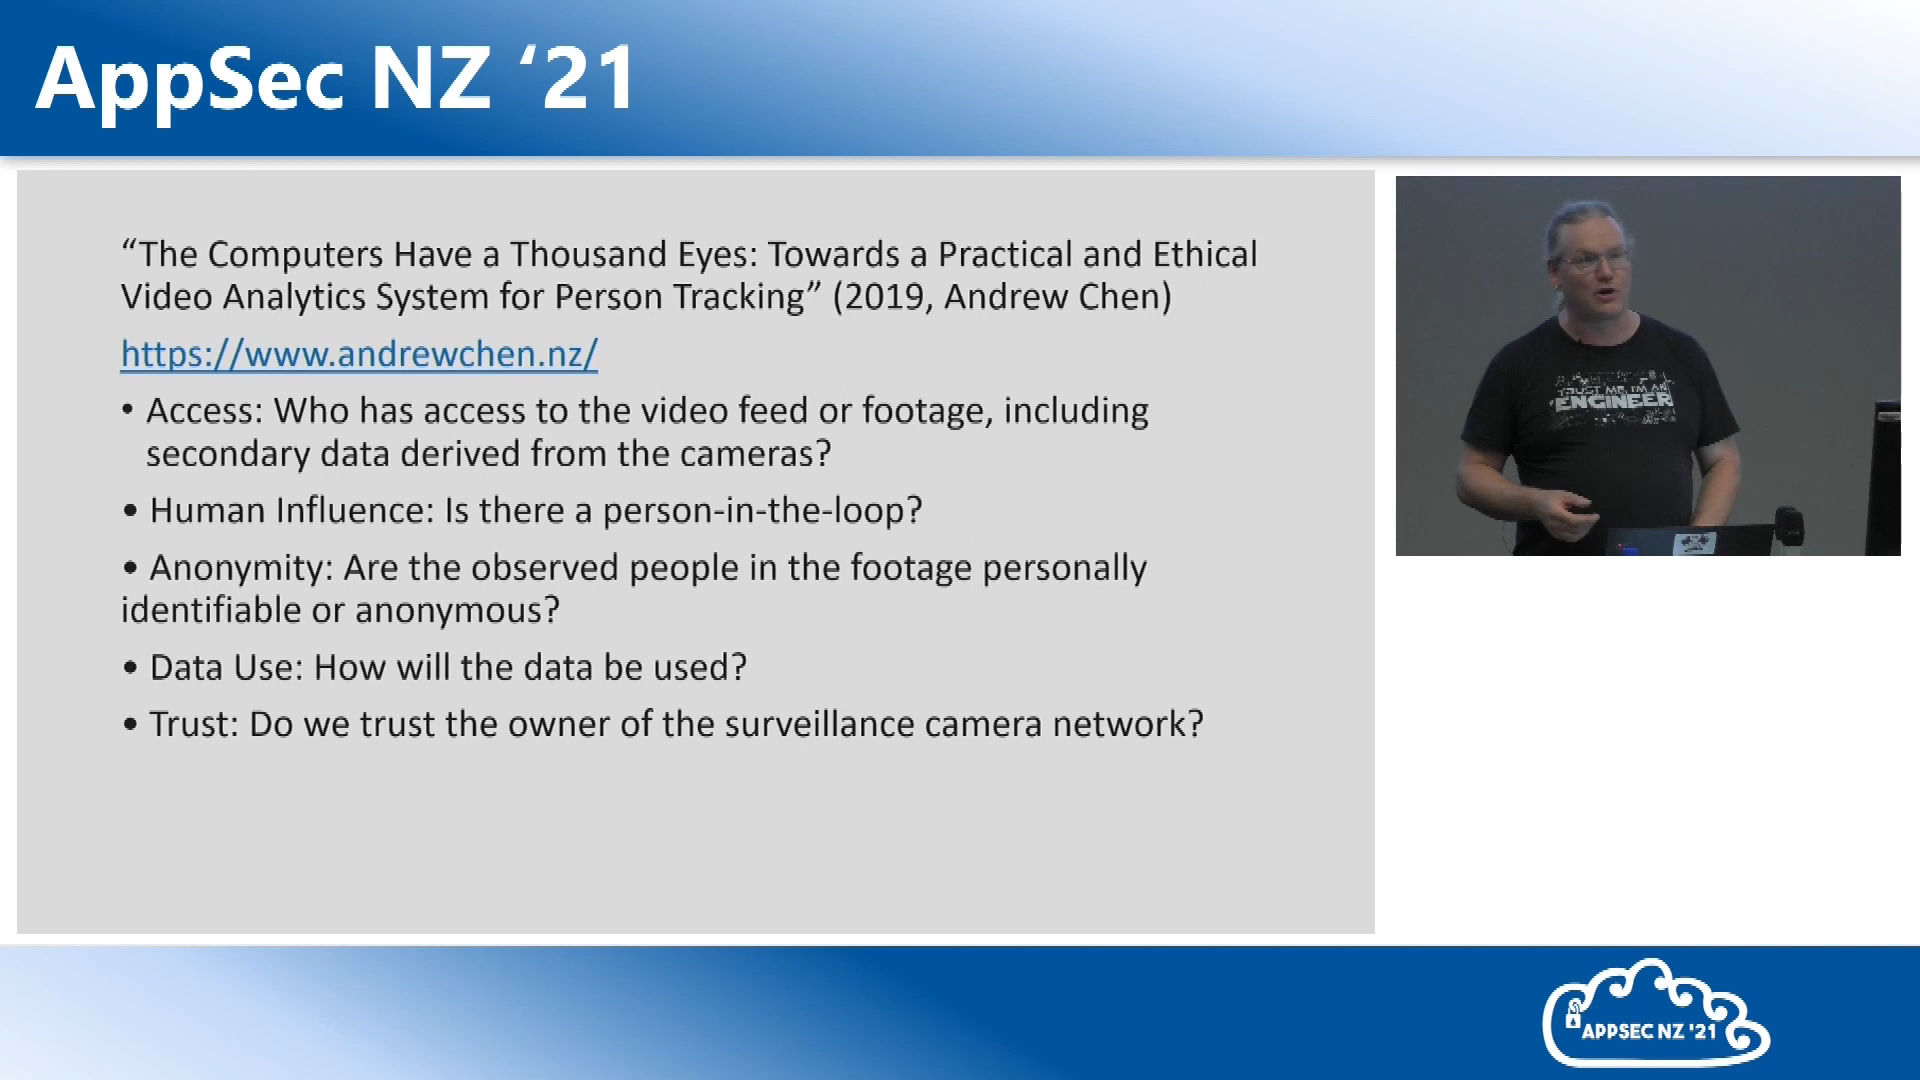 AppSec NZ ‘21
“The Computers Have a Thousand Eyes: Towards a Practical and Ethical
Video Analytics System for Person Tracking” (2019, Andrew Chen)
https://www.andrewchen.nz/
• Access: Who has access to the video feed or footage, including
secondary data derived from the cameras?
• Human Influence: Is there a person-in-the-loop?
• Anonymity: Are the observed people in the footage personally
identifiable or anonymous?
• Data Use: How will the data be used?
• Trust: Do we trust the owner of the surveillance camera network?
TRUST ME, I'M AN
ENGINEER
APPSEC NZ '21